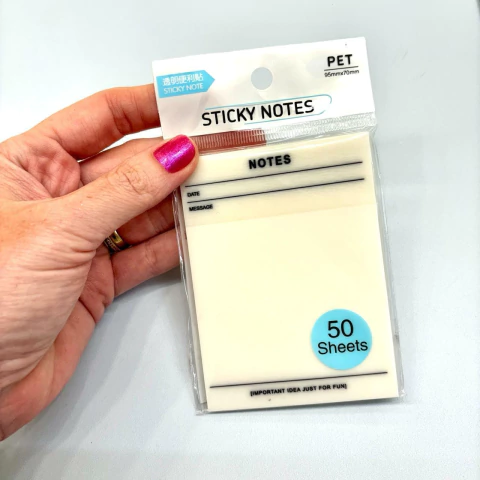 透明便利贴
STICKY NOTE
PET
95mmx70mm
STICKY NOTES
NOTES
DATE
MESSAGE
50
Sheets
[IMPORTANT IDEA JUST FOR FUN]